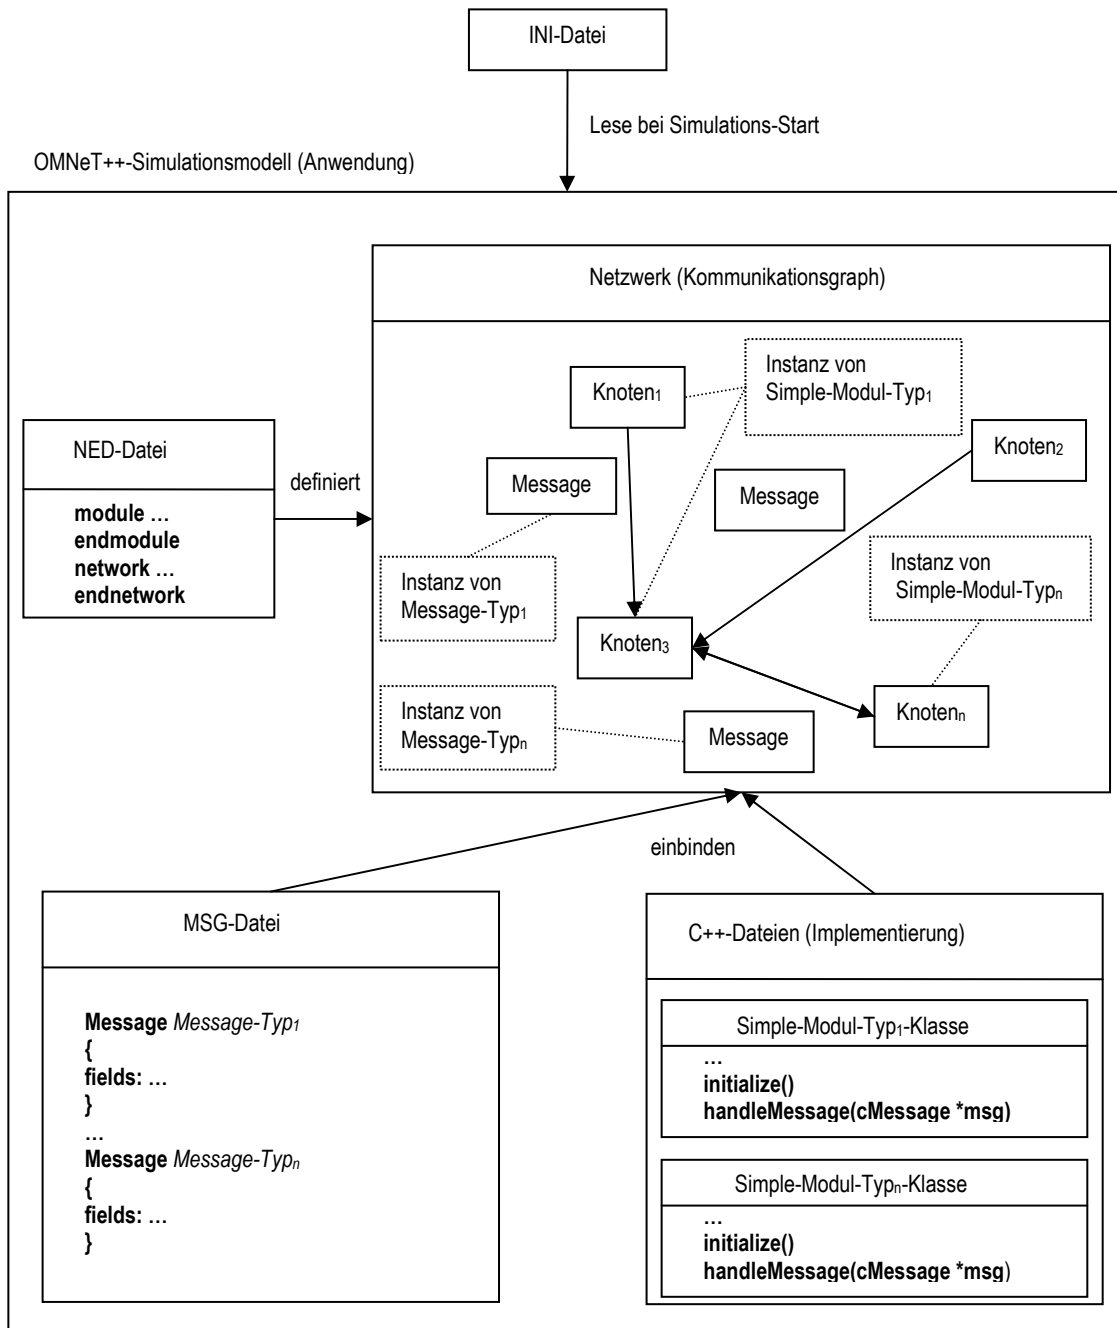 INI-Datei
Lese bei Simulations-Start
OMNeT++-Simulationsmodell (Anwendung)
Netzwerk (Kommunikationsgraph)
Instanz von
Simple-Modul-Typ1
Knoten1
Knoten2
NED-Datei
module …
endmodule
network …
endnetwork
definiert
Message
Message
Instanz von
Message-Typ1
Instanz von
Simple-Modul-Typn
Knoten3
Instanz von
Message-Typn
Message
Knotenn
einbinden
MSG-Datei
Message Message-Typ1
{
fields: …
}
…
Message Message-Typn
{
fields: …
}
C++-Dateien (Implementierung)
Simple-Modul-Typ1-Klasse
…
initialize()
handleMessage(cMessage *msg)
Simple-Modul-Typn-Klasse
…
initialize()
handleMessage(cMessage *msg)